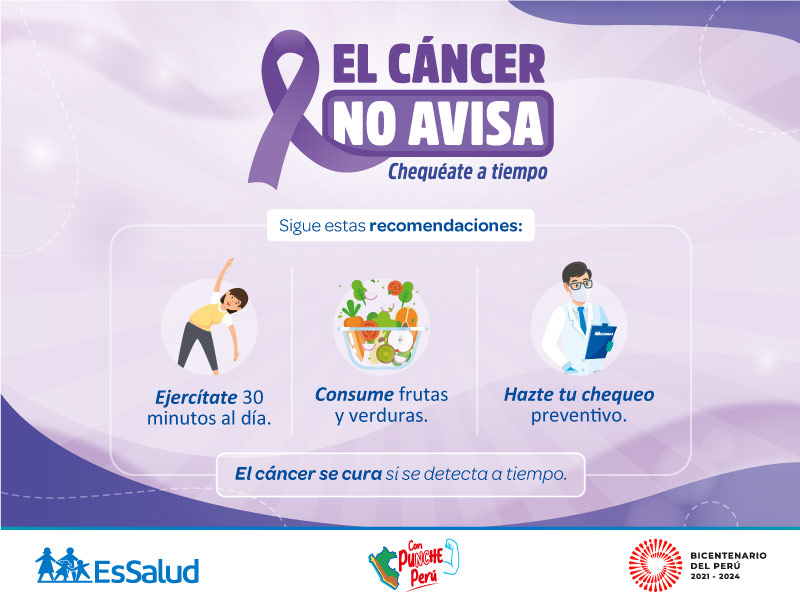 EL CÁNCER
NO AVISA
Chequéate a tiempo
Sigue estas recomendaciones:
Ejercítate 30
minutos al día.
Consume frutas
y verduras.
Hazte tu chequeo
preventivo.
El cáncer se cura si se detecta a tiempo.
EsSalud
Con
PUNCHE
Perú
BICENTENARIO
DEL PERÚ
2021 - 2024